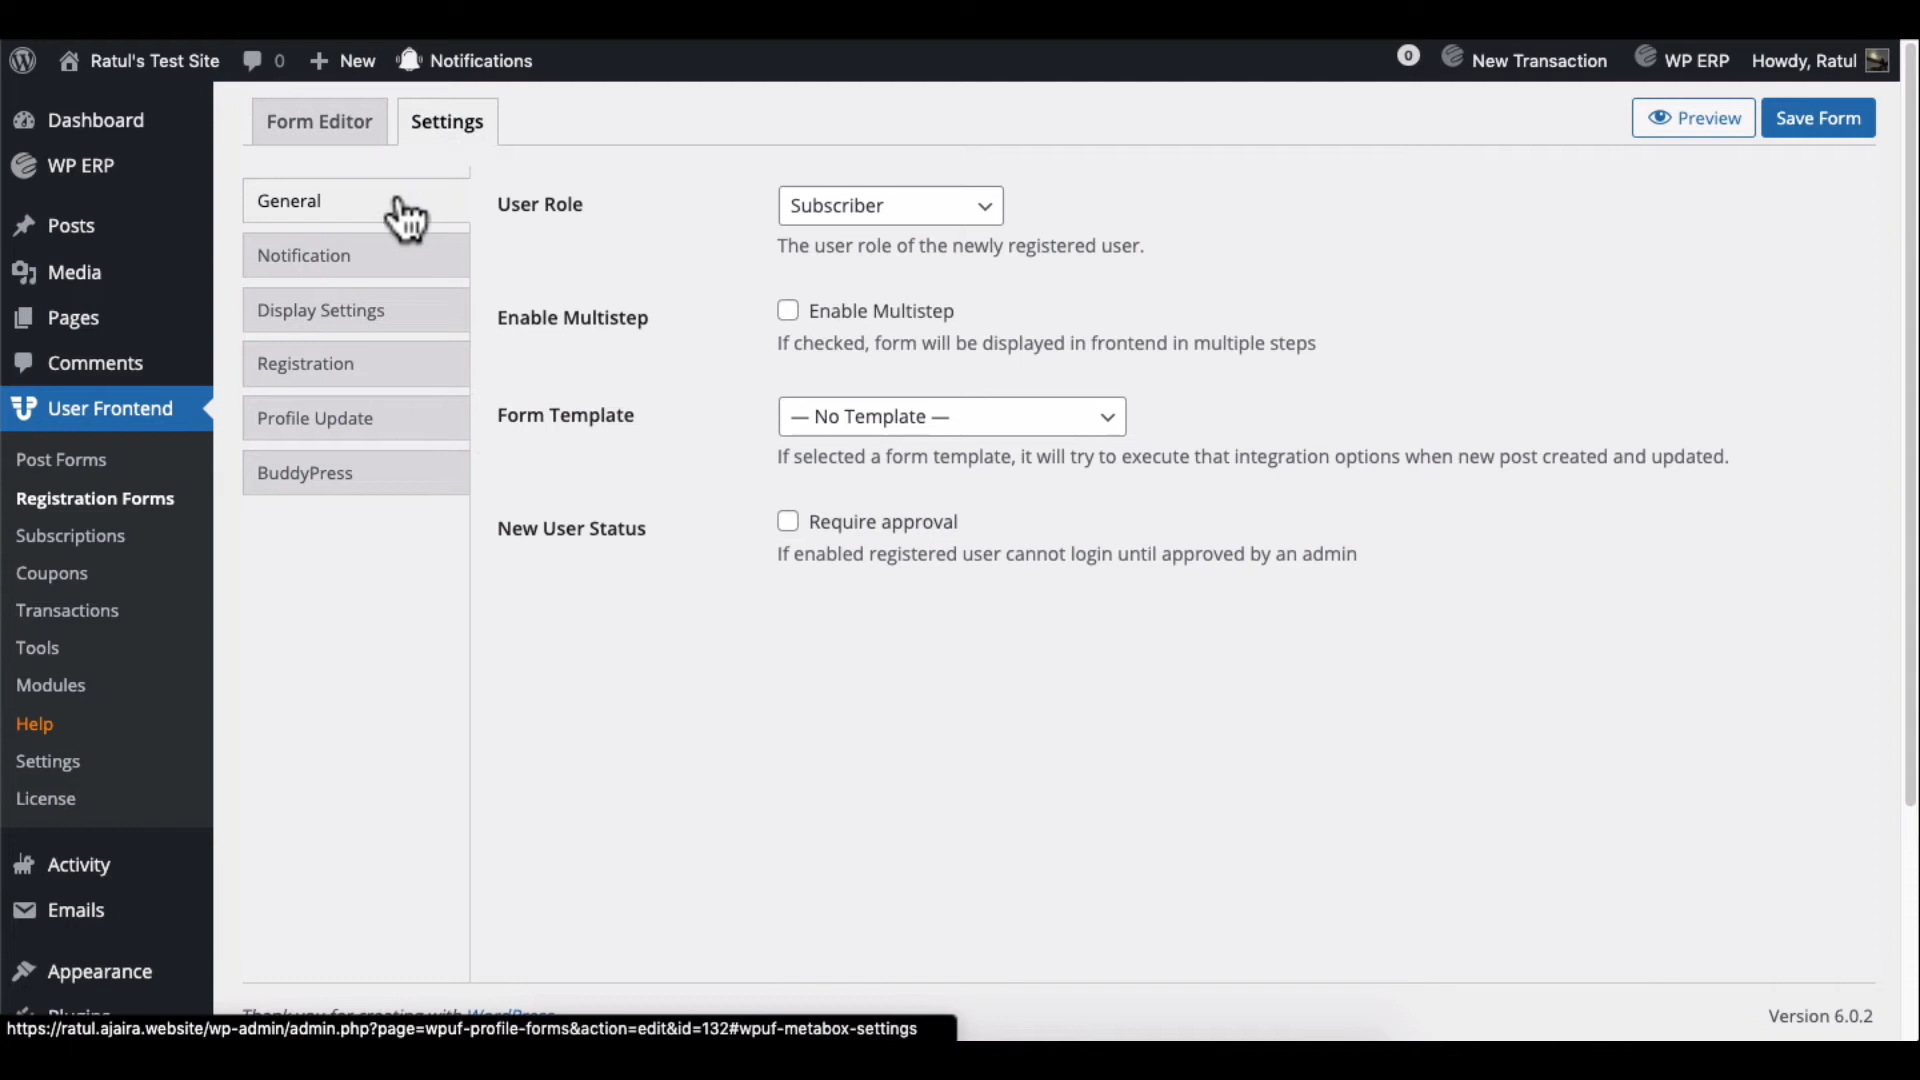 Ratul's Test Site
0
New
Notifications
0
New Transaction
WP ERP
Howdy, Ratul
Dashboard
WP ERP
Posts
Media
Pages
Comments
User Frontend
Post Forms
Registration Forms
Subscriptions
Coupons
Transactions
Tools
Modules
Help
Settings
License
Activity
Emails
Appearance
Form Editor
Settings
Preview
Save Form
General
Notification
Display Settings
Registration
Profile Update
BuddyPress
User Role
Subscriber
The user role of the newly registered user.
Enable Multistep
Enable Multistep
If checked, form will be displayed in frontend in multiple steps
Form Template
— No Template —
If selected a form template, it will try to execute that integration options when new post created and updated.
New User Status
Require approval
If enabled registered user cannot login until approved by an admin
Version 6.0.2
https://ratul.ajaira.website/wp-admin/admin.php?page=wpuf-profile-forms&action=edit&id=132#wpuf-metabox-settings